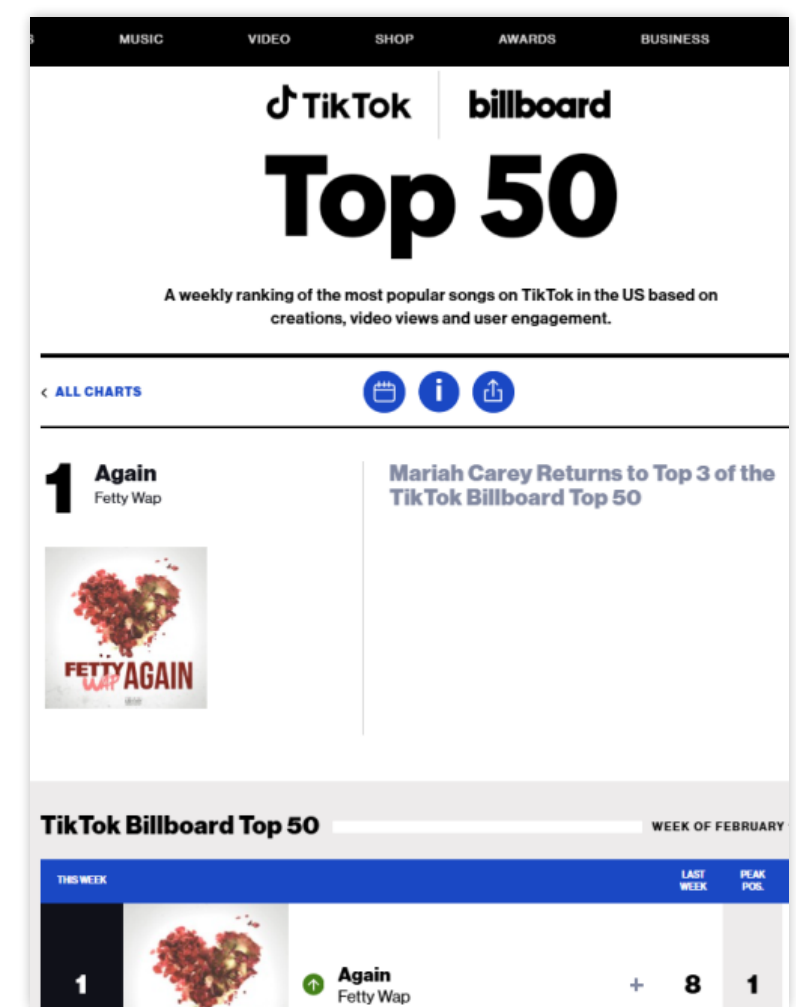 MUSIC VIDEO SHOP AWARDS BUSINESS
TikTok billboard
Top 50
A weekly ranking of the most popular songs on TikTok in the US based on
creations, video views and user engagement.
< ALL CHARTS
i
1 Again
Fetty Wap
Mariah Carey Returns to Top 3 of the
TikTok Billboard Top 50
FETTY
WAP
AGAIN
TikTok Billboard Top 50
WEEK OF FEBRUARY
THIS WEEK
LAST
WEEK
PEAK
POS.
1
Again
Fetty Wap
+ 8 1